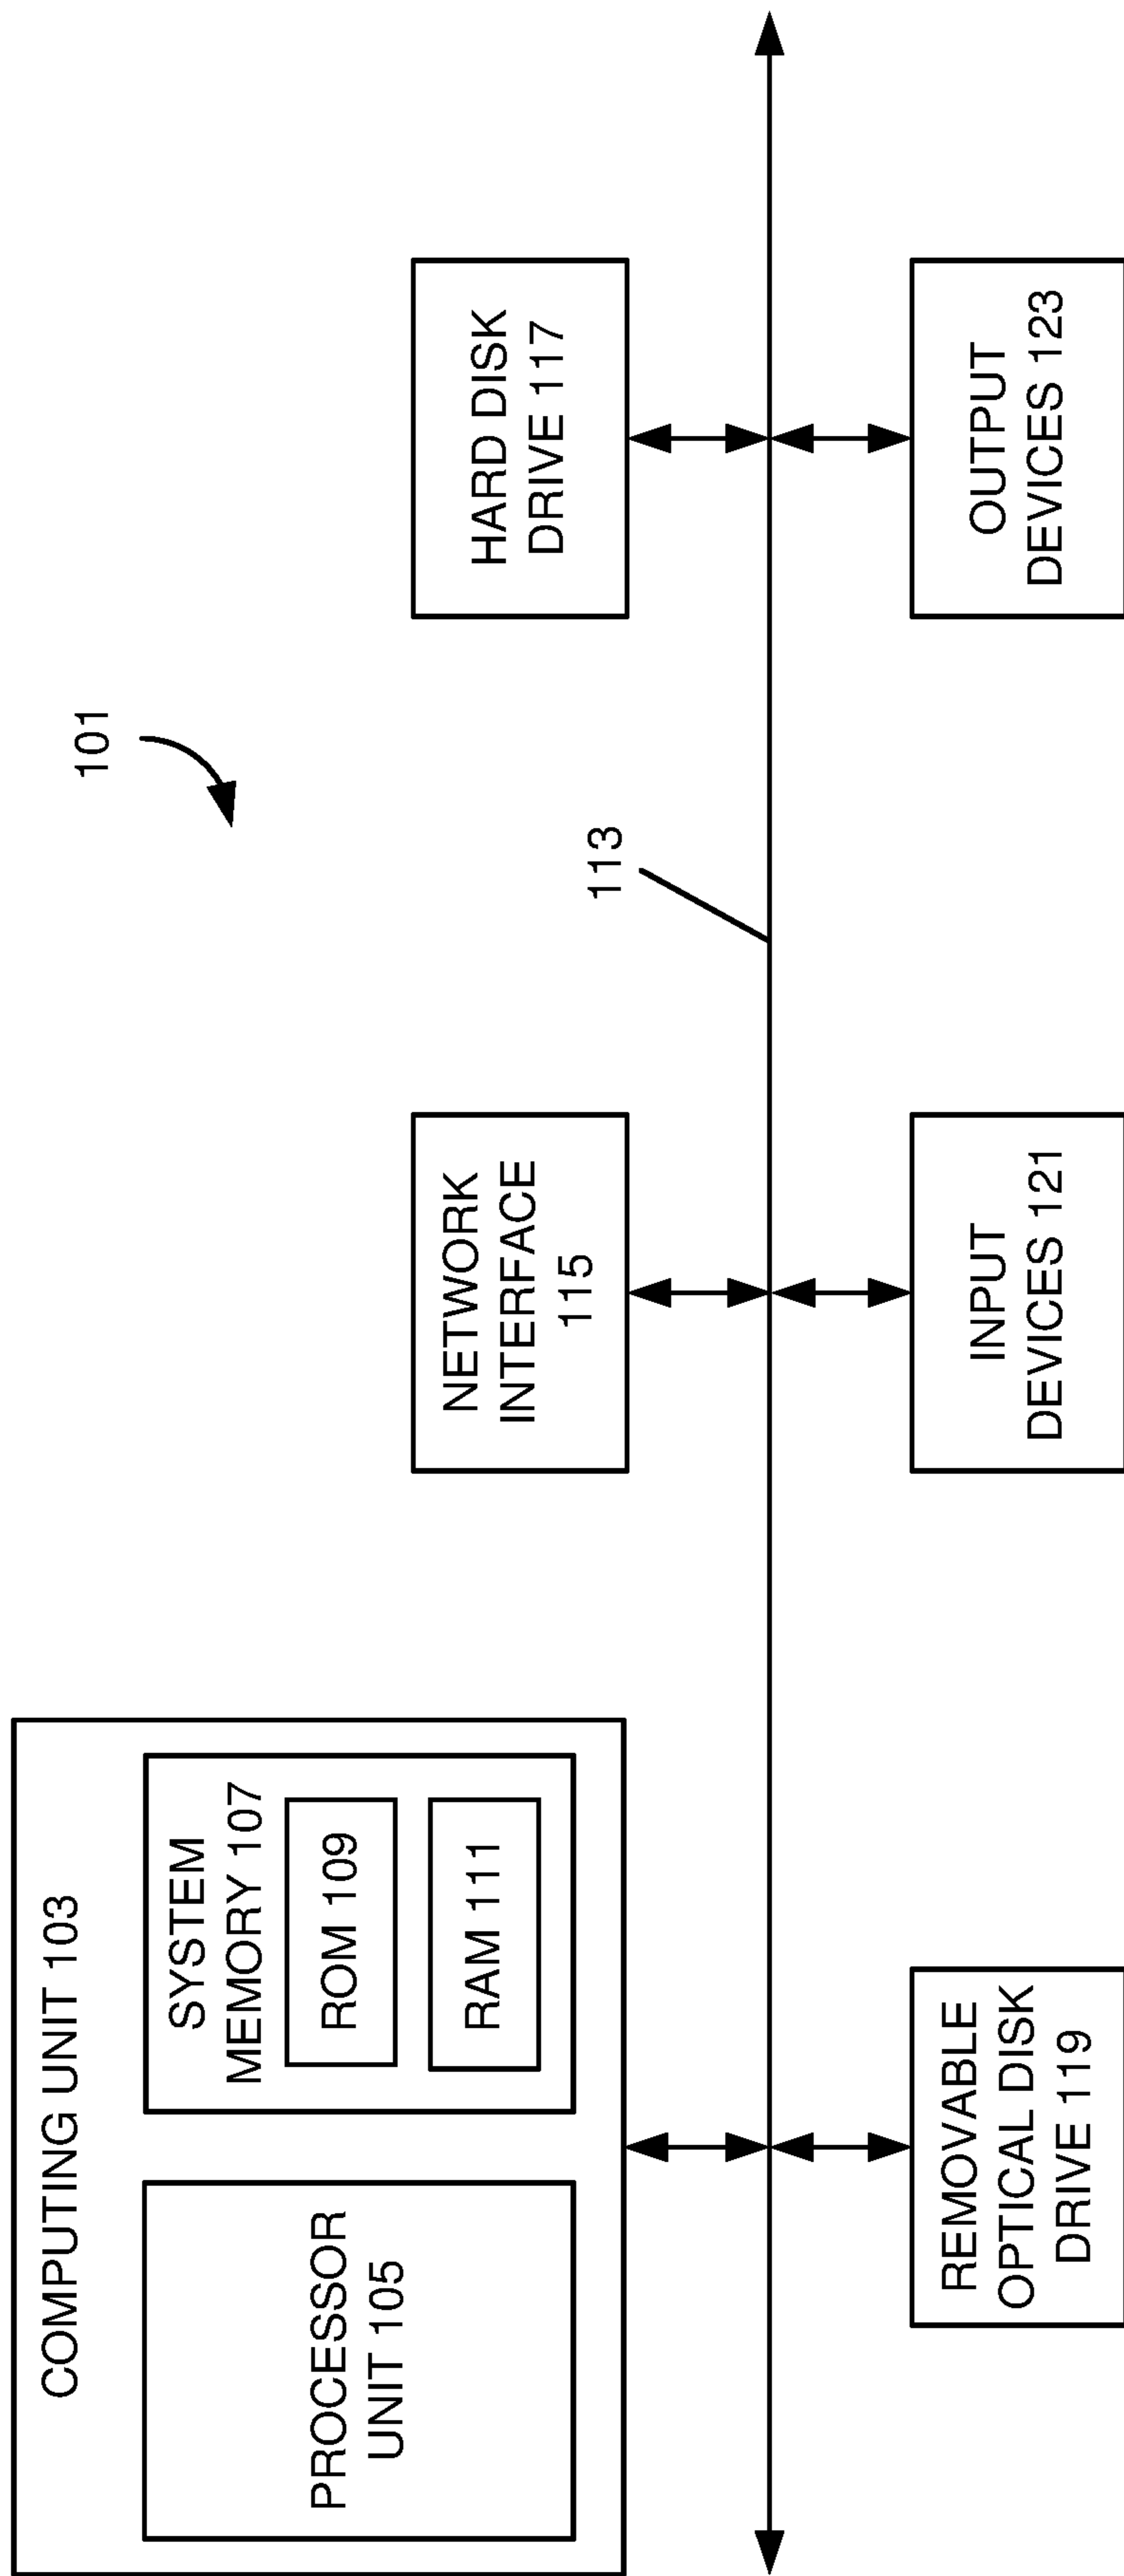 101
COMPUTING UNIT 103
PROCESSOR
UNIT 105
SYSTEM
MEMORY 107
ROM 109
RAM 111
NETWORK
INTERFACE
115
HARD DISK
DRIVE 117
113
REMOVABLE
OPTICAL DISK
DRIVE 119
INPUT
DEVICES 121
OUTPUT
DEVICES 123